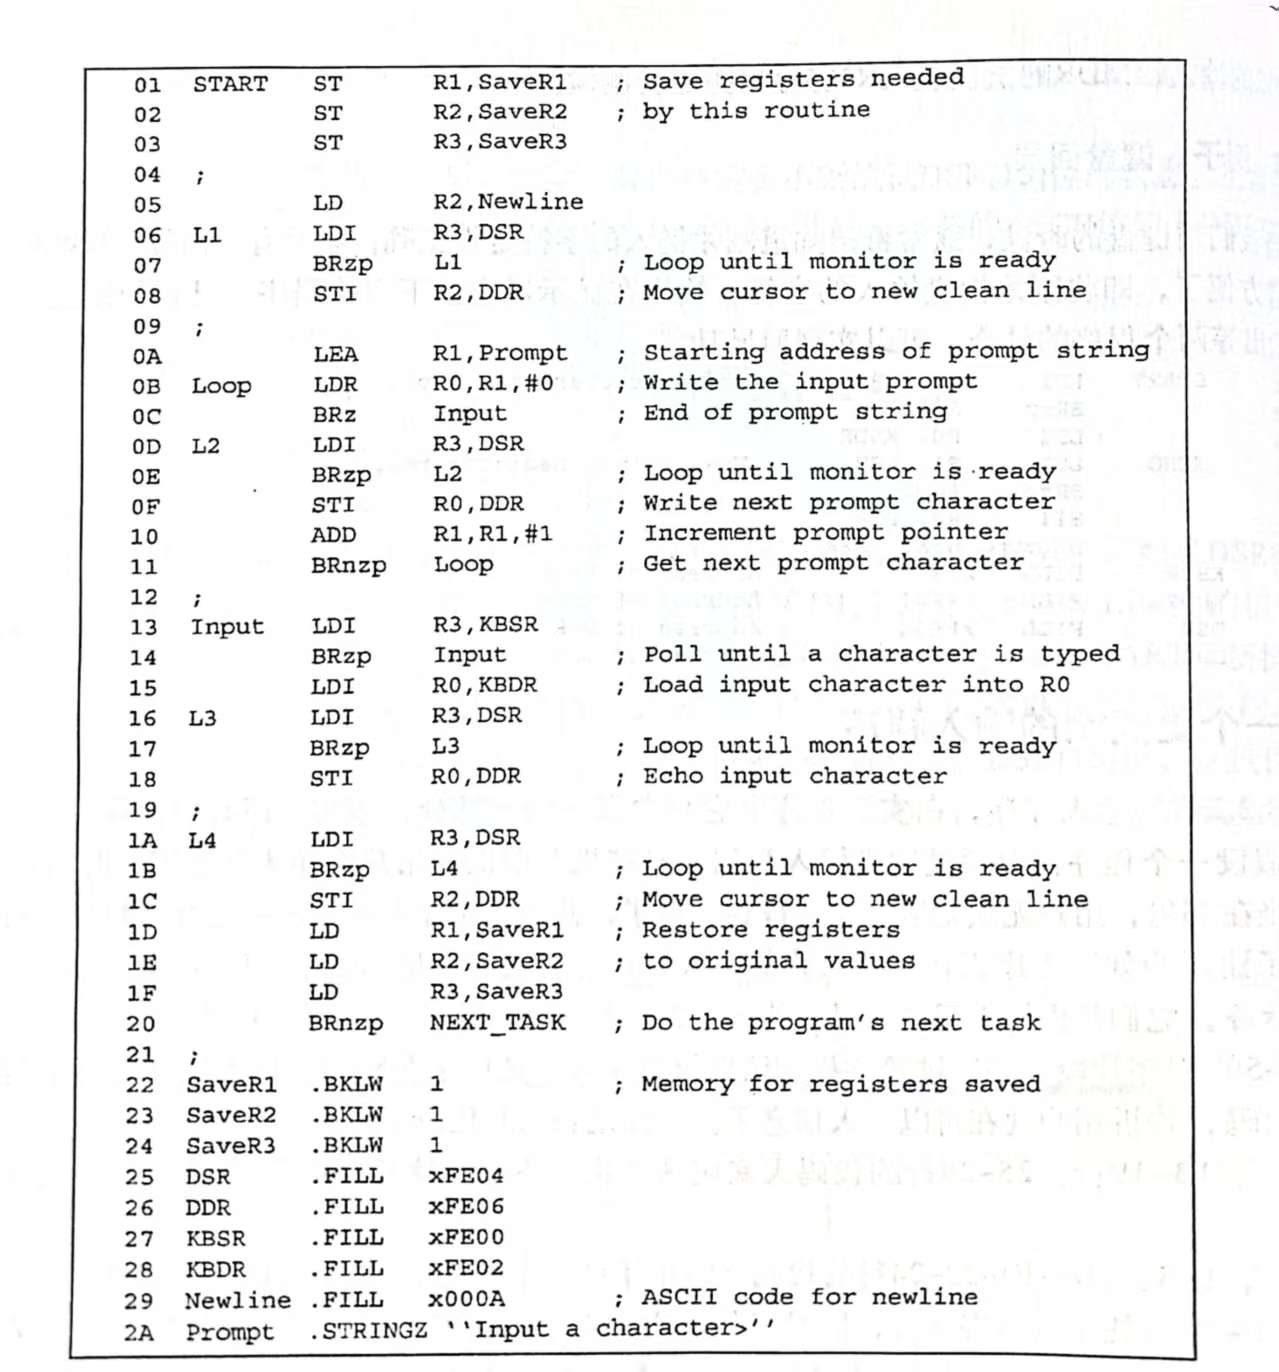 01 START ST R1,SaveR1 ; Save registers needed
02 ST R2,SaveR2 ; by this routine
03 ST R3,SaveR3
04 ;
05 LD R2,Newline
06 L1 LDI R3,DSR
07 BRzp L1 ; Loop until monitor is ready
08 STI R2,DDR ; Move cursor to new clean line
09 ;
0A LEA R1,Prompt ; Starting address of prompt string
0B Loop LDR R0,R1,#0 ; Write the input prompt
0C BRz Input ; End of prompt string
0D L2 LDI R3,DSR
0E BRzp L2 ; Loop until monitor is ready
0F STI R0,DDR ; Write next prompt character
10 ADD R1,R1,#1 ; Increment prompt pointer
11 BRnzp Loop ; Get next prompt character
12 ;
13 Input LDI R3,KBSR
14 BRzp Input ; Poll until a character is typed
15 LDI R0,KBDR ; Load input character into R0
16 L3 LDI R3,DSR
17 BRzp L3 ; Loop until monitor is ready
18 STI R0,DDR ; Echo input character
19 ;
1A L4 LDI R3,DSR
1B BRzp L4 ; Loop until monitor is ready
1C STI R2,DDR ; Move cursor to new clean line
1D LD R1,SaveR1 ; Restore registers
1E LD R2,SaveR2 ; to original values
1F LD R3,SaveR3
20 BRnzp NEXT_TASK ; Do the program's next task
21 ;
22 SaveR1 .BKLW 1 ; Memory for registers saved
23 SaveR2 .BKLW 1
24 SaveR3 .BKLW 1
25 DSR .FILL xFE04
26 DDR .FILL xFE06
27 KBSR .FILL xFE00
28 KBDR .FILL xFE02
29 Newline .FILL x000A ; ASCII code for newline
2A Prompt .STRINGZ ''Input a character>''